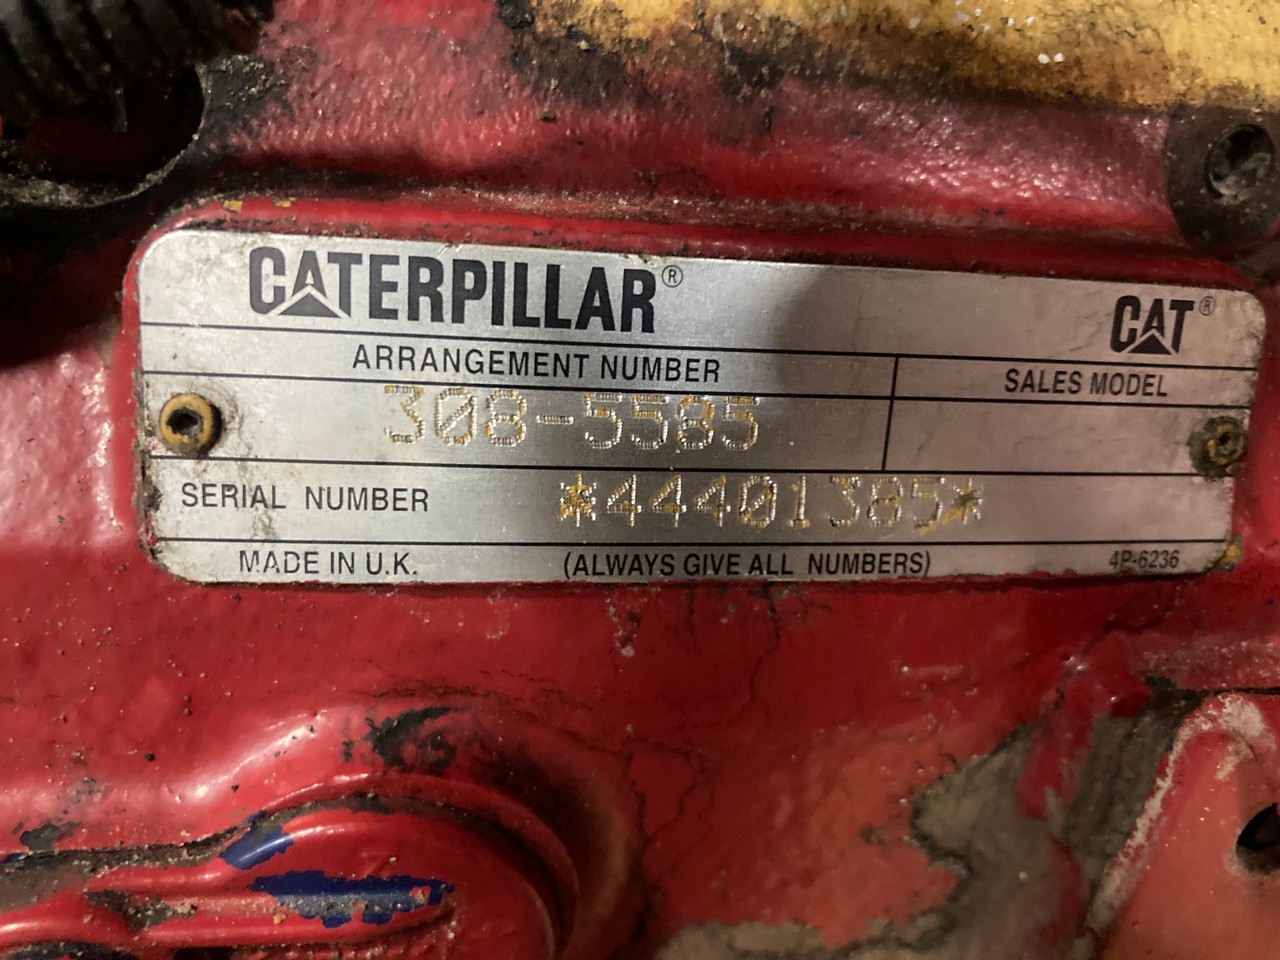 CATERPILLAR® CAT®
ARRANGEMENT NUMBER SALES MODEL
308-5585
SERIAL NUMBER *44401385*
MADE IN U.K. (ALWAYS GIVE ALL NUMBERS) 4P-6236